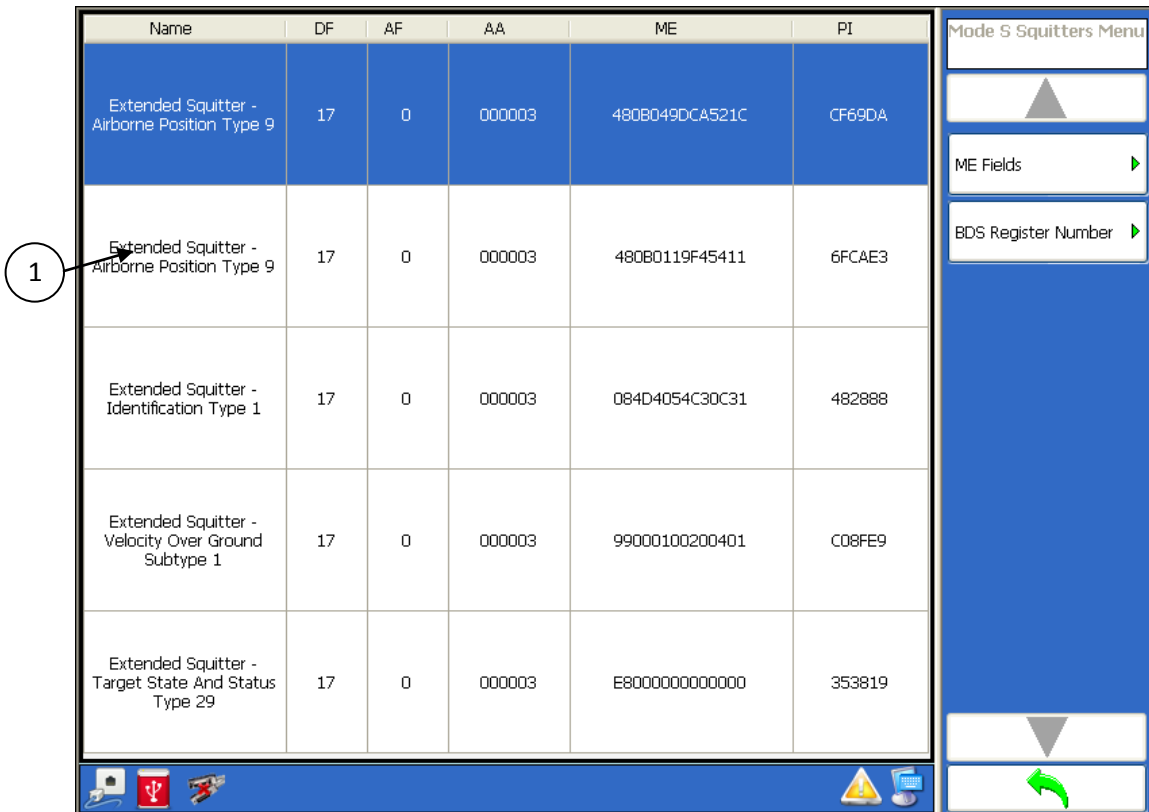 Name DF AF AA ME PI
Extended Squitter -
Airborne Position Type 9 17 0 000003 480B049DCA521C CF69DA
Extended Squitter -
Airborne Position Type 9 17 0 000003 480B0119F45411 6FCAE3
Extended Squitter -
Identification Type 1 17 0 000003 084D4054C30C31 482888
Extended Squitter -
Velocity Over Ground
Subtype 1 17 0 000003 99000100200401 C08FE9
Extended Squitter -
Target State And Status
Type 29 17 0 000003 E8000000000000 353819
1
Mode S Squitters Menu
ME Fields
BDS Register Number